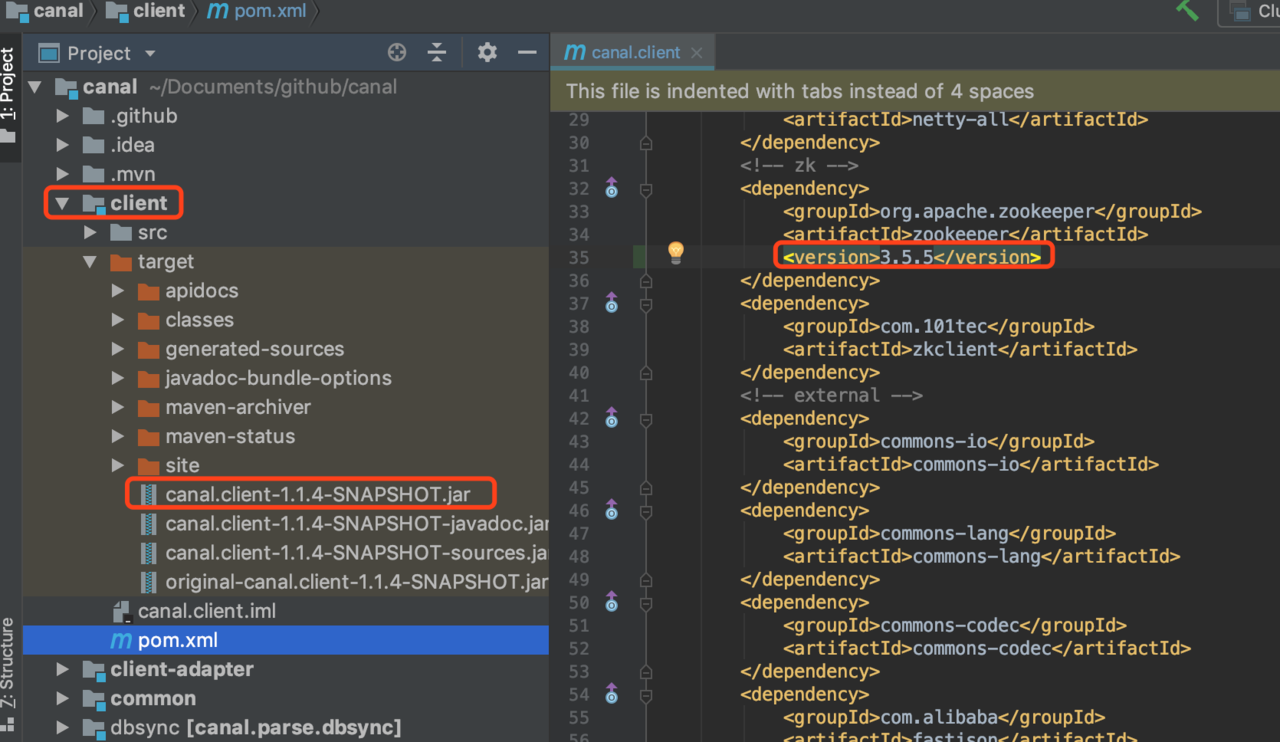 canal client pom.xml Clu
1: Project
Z: Structure
Project
canal ~/Documents/github/canal
.github
.idea
.mvn
client
src
target
apidocs
classes
generated-sources
javadoc-bundle-options
maven-archiver
maven-status
site
canal.client-1.1.4-SNAPSHOT.jar
canal.client-1.1.4-SNAPSHOT-javadoc.jar
canal.client-1.1.4-SNAPSHOT-sources.ja
original-canal.client-1.1.4-SNAPSHOT.jar
canal.client.iml
pom.xml
client-adapter
common
dbsync [canal.parse.dbsync]
canal.client
This file is indented with tabs instead of 4 spaces
29 <artifactId>netty-all</artifactId>
30 </dependency>
31 <!-- zk -->
32 <dependency>
33 <groupId>org.apache.zookeeper</groupId>
34 <artifactId>zookeeper</artifactId>
35 <version>3.5.5</version>
36 </dependency>
37 <dependency>
38 <groupId>com.101tec</groupId>
39 <artifactId>zkclient</artifactId>
40 </dependency>
41 <!-- external -->
42 <dependency>
43 <groupId>commons-io</groupId>
44 <artifactId>commons-io</artifactId>
45 </dependency>
46 <dependency>
47 <groupId>commons-lang</groupId>
48 <artifactId>commons-lang</artifactId>
49 </dependency>
50 <dependency>
51 <groupId>commons-codec</groupId>
52 <artifactId>commons-codec</artifactId>
53 </dependency>
54 <dependency>
55 <groupId>com.alibaba</groupId>
56 <artifactId>fastjson</artifactId>